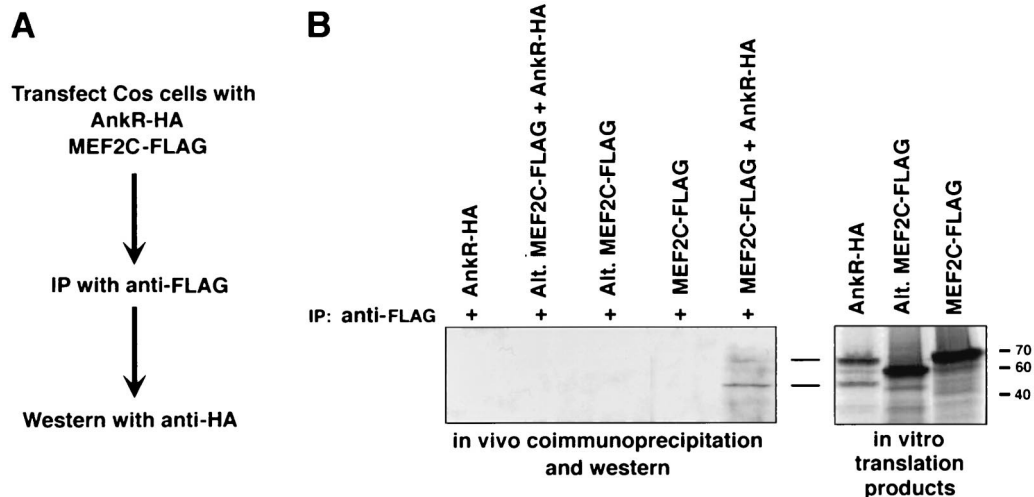 A
Transfect Cos cells with
AnkR-HA
MEF2C-FLAG
IP with anti-FLAG
Western with anti-HA
B
AnkR-HA
Alt. MEF2C-FLAG + AnkR-HA
Alt. MEF2C-FLAG
MEF2C-FLAG
MEF2C-FLAG + AnkR-HA
IP: anti-FLAG + + + + +
in vivo coimmunoprecipitation
and western
AnkR-HA
Alt. MEF2C-FLAG
MEF2C-FLAG
70
60
40
in vitro
translation
products